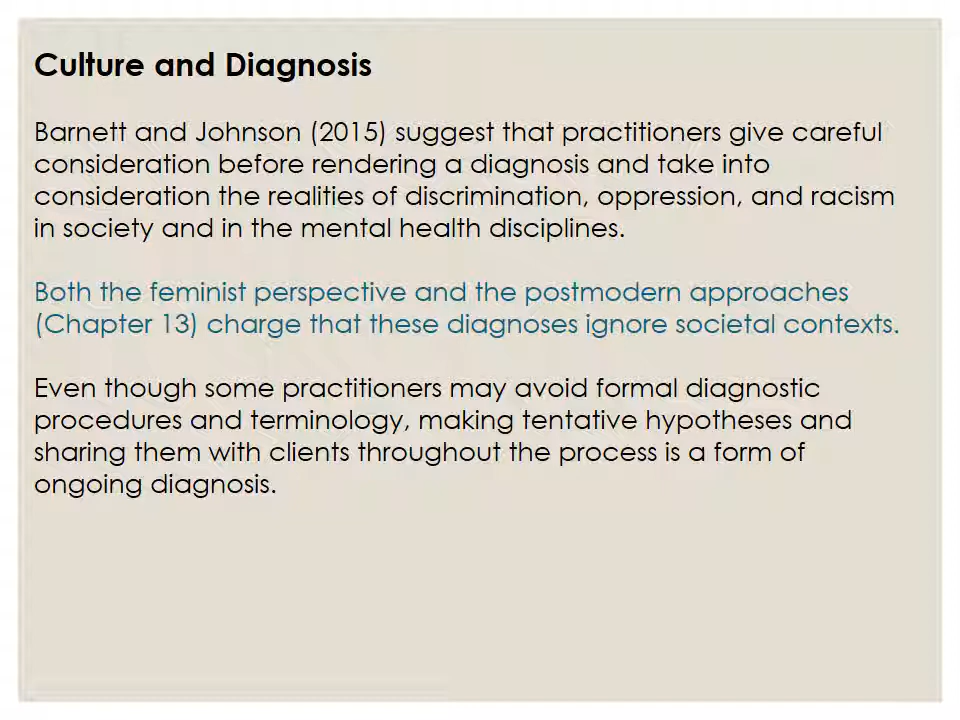 Culture and Diagnosis
Barnett and Johnson (2015) suggest that practitioners give careful
consideration before rendering a diagnosis and take into
consideration the realities of discrimination, oppression, and racism
in society and in the mental health disciplines.
Both the feminist perspective and the postmodern approaches
(Chapter 13) charge that these diagnoses ignore societal contexts.
Even though some practitioners may avoid formal diagnostic
procedures and terminology, making tentative hypotheses and
sharing them with clients throughout the process is a form of
ongoing diagnosis.